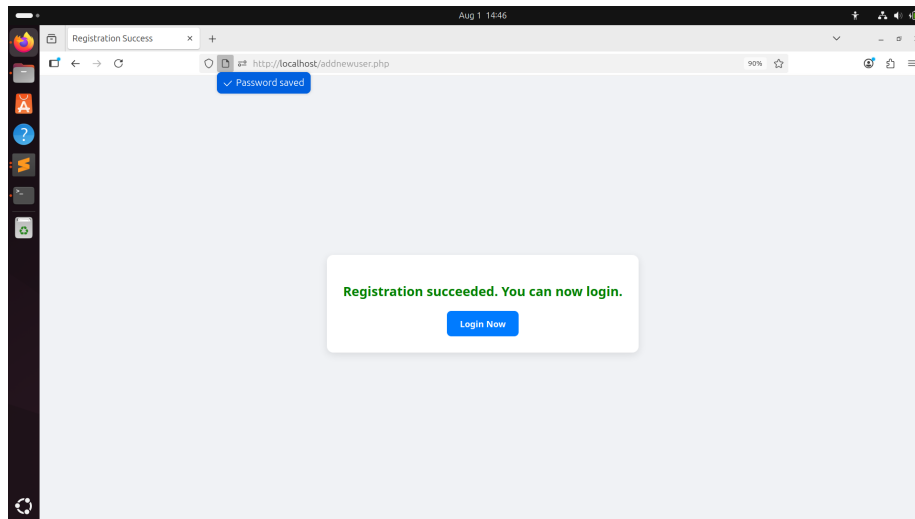 Aug 1 14:46
Registration Success
http://localhost/addnewuser.php
90%
Password saved
Registration succeeded. You can now login.
Login Now